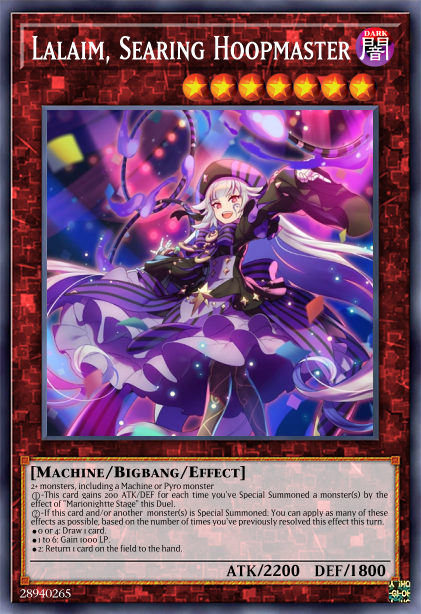 LALAIM, SEARING HOOPMASTER
DARK
闇
[MACHINE/BIGBANG/EFFECT]
2+ monsters, including a Machine or Pyro monster
①-This card gains 200 ATK/DEF for each time you've Special Summoned a monster(s) by the
effect of "Marionightte Stage" this Duel.
②-If this card and/or another monster(s) is Special Summoned: You can apply as many of these
effects as possible, based on the number of times you've previously resolved this effect this turn.
●0 or 4: Draw 1 card.
●1 to 6: Gain 1000 LP.
●2: Return 1 card on the field to the hand.
ATK/2200 DEF/1800
28940265